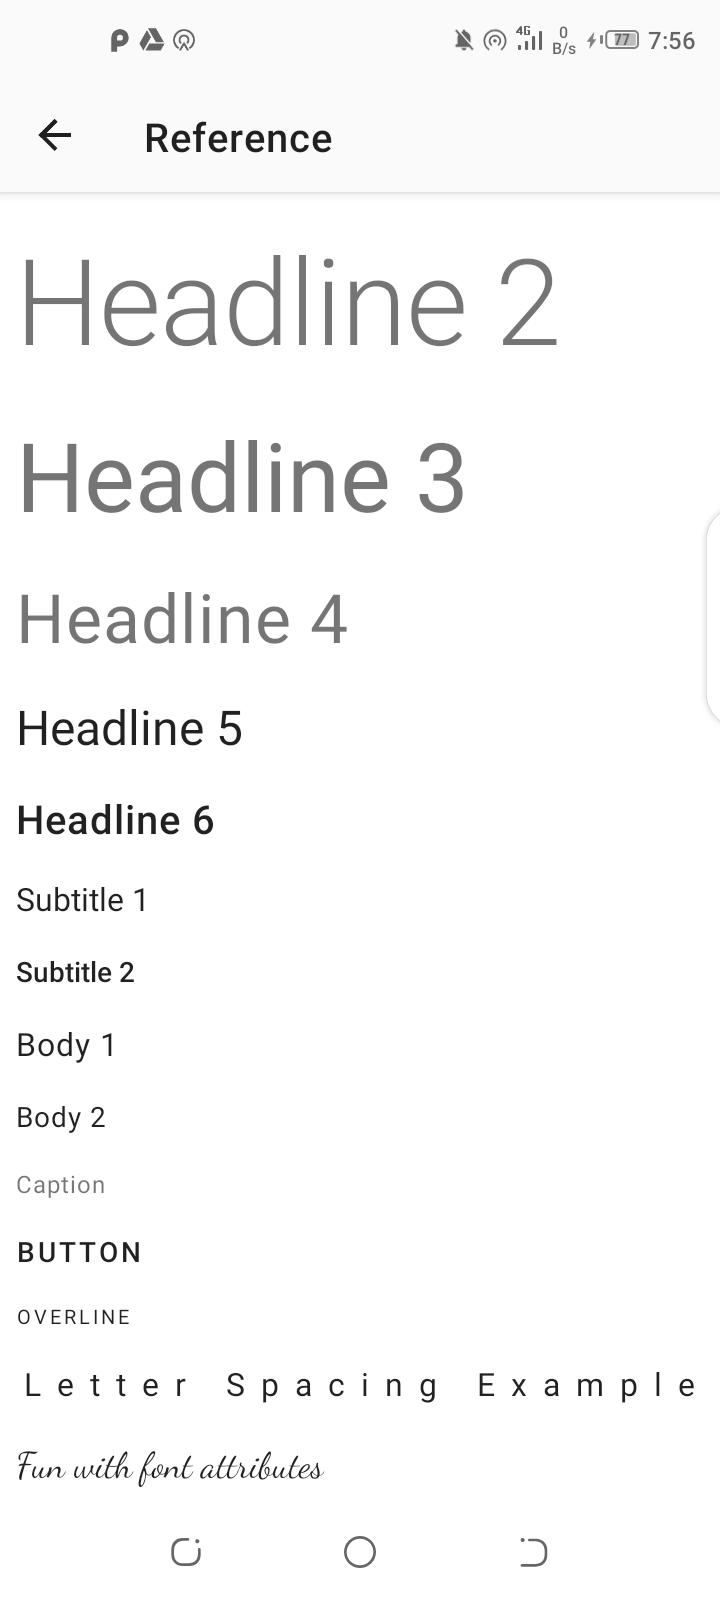 4G 0 B/s 77 7:56
Reference
Headline 2
Headline 3
Headline 4
Headline 5
Headline 6
Subtitle 1
Subtitle 2
Body 1
Body 2
Caption
BUTTON
OVERLINE
Letter Spacing Example
Fun with font attributes